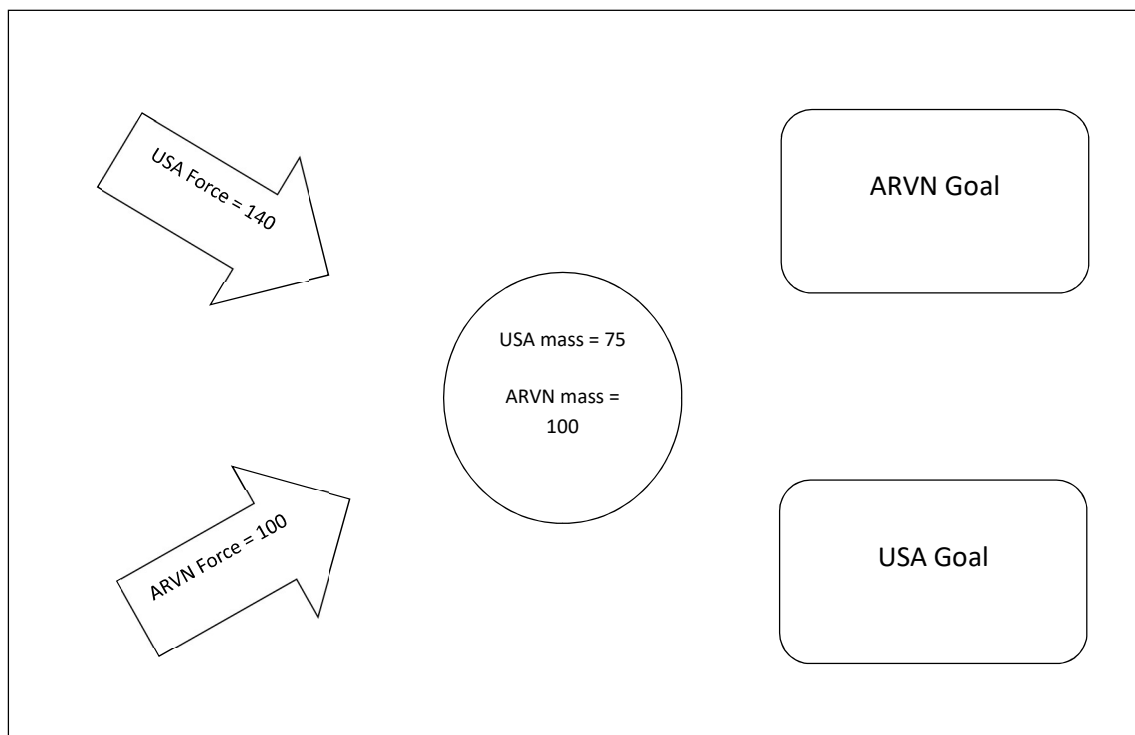 USA Force = 140
ARVN Goal
USA mass = 75
ARVN mass =
100
ARVN Force = 100
USA Goal